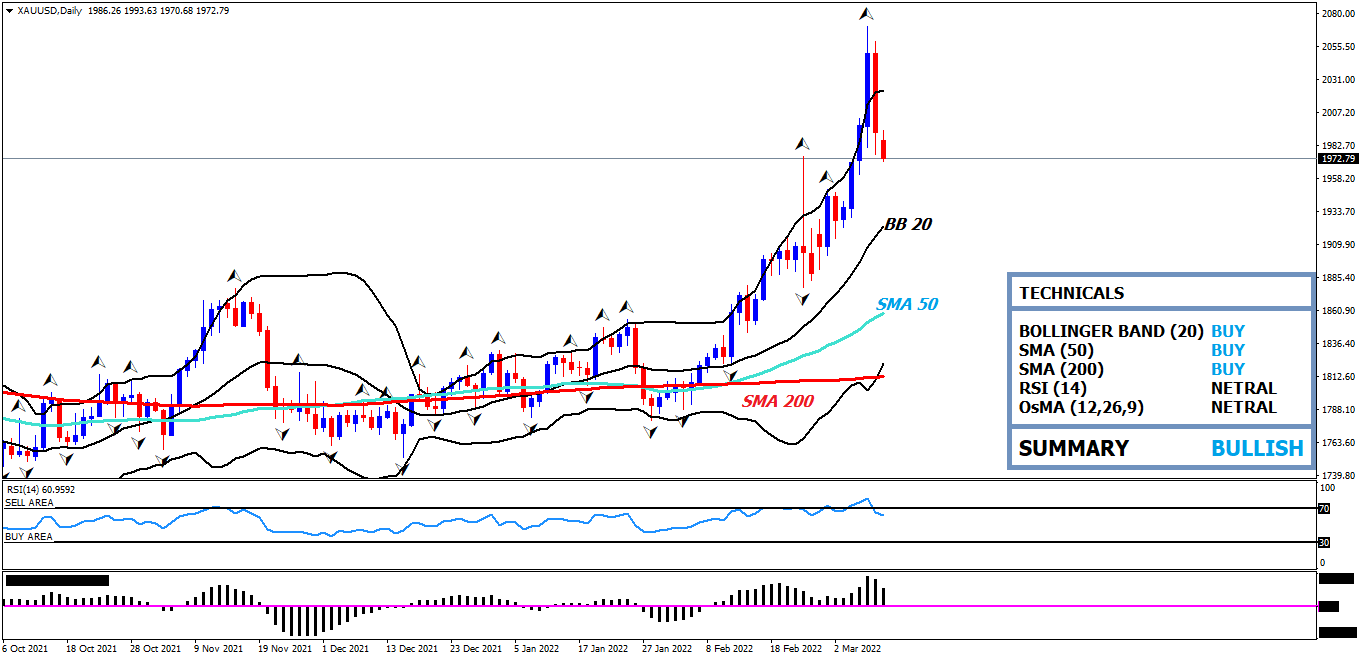 XAUUSD,Daily 1986.26 1993.63 1970.68 1972.79
2080.00
2055.50
2031.00
2007.20
1982.70
1972.79
1958.20
1933.70
1909.90
1885.40
1860.90
1836.40
1812.60
1788.10
1763.60
1739.80
BB 20
SMA 50
SMA 200
TECHNICALS
BOLLINGER BAND (20) BUY
SMA (50) BUY
SMA (200) BUY
RSI (14) NETRAL
OsMA (12,26,9) NETRAL
SUMMARY BULLISH
RSI(14) 60.9592
SELL AREA
BUY AREA
100
70
30
0
6 Oct 2021 18 Oct 2021 28 Oct 2021 9 Nov 2021 19 Nov 2021 1 Dec 2021 13 Dec 2021 23 Dec 2021 5 Jan 2022 17 Jan 2022 27 Jan 2022 8 Feb 2022 18 Feb 2022 2 Mar 2022